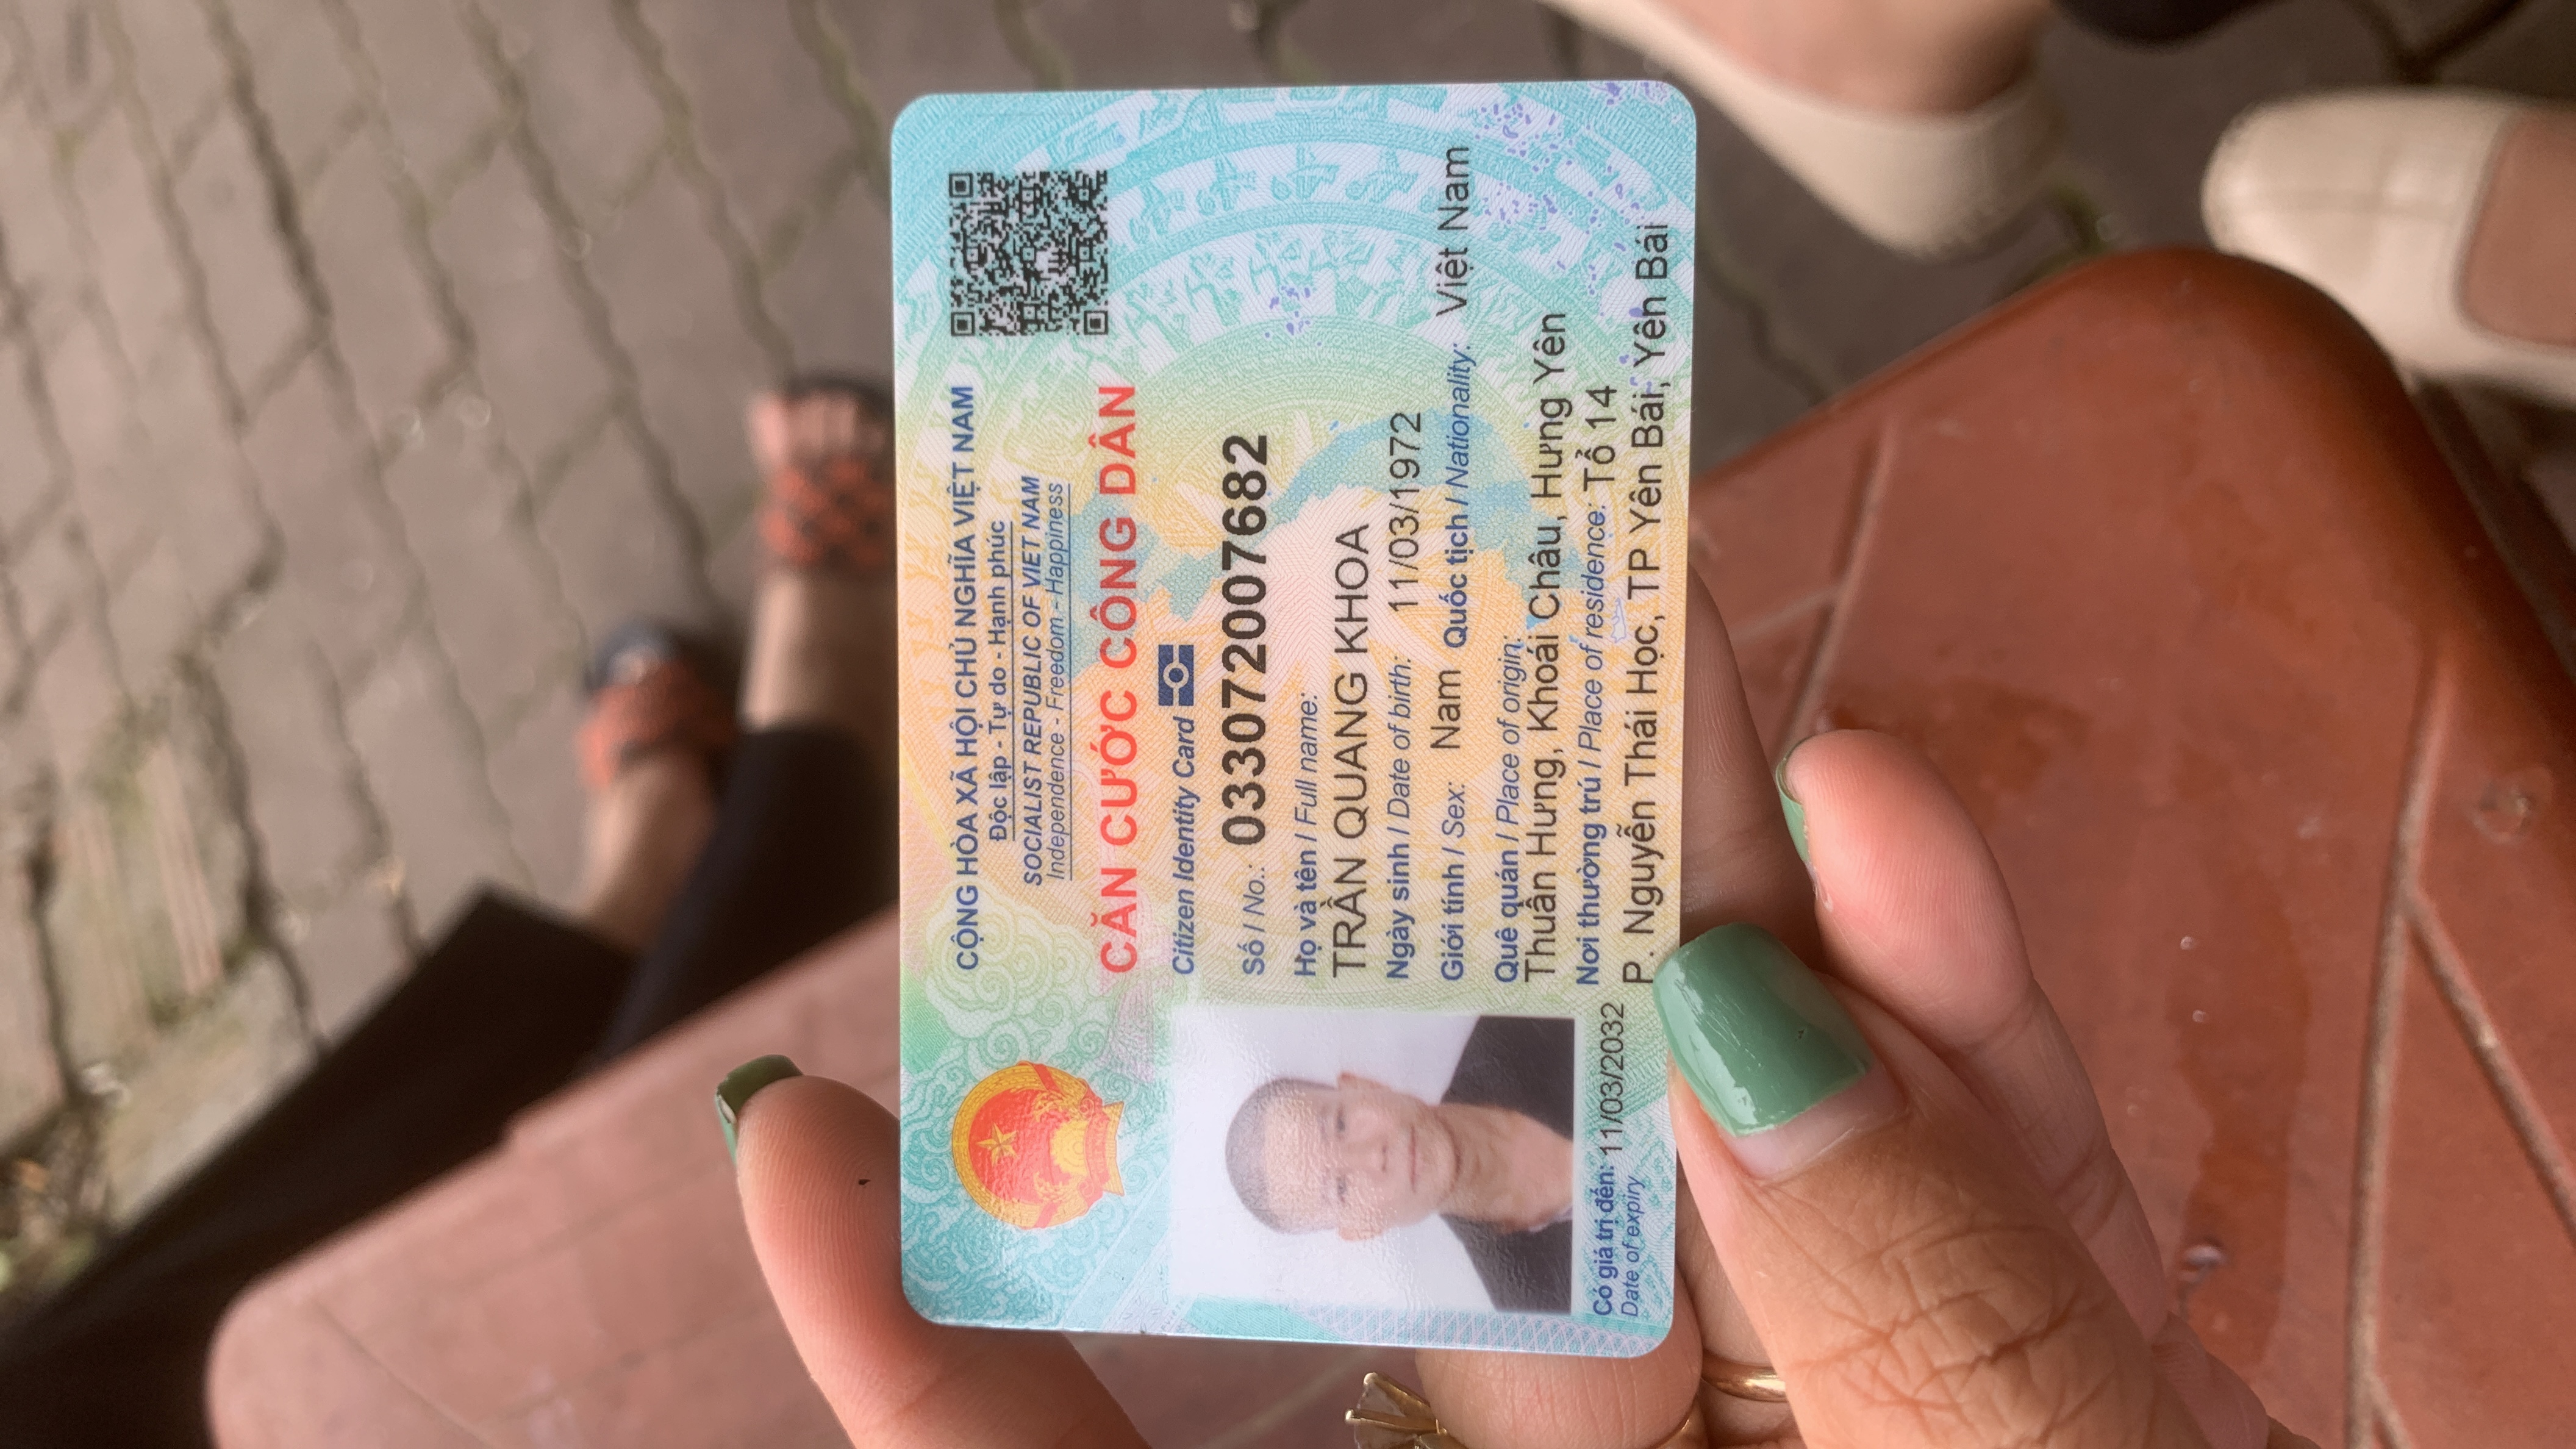 CỘNG HÒA XÃ HỘI CHỦ NGHĨA VIỆT NAM
Độc lập - Tự do - Hạnh phúc
SOCIALIST REPUBLIC OF VIET NAM
Independence - Freedom - Happiness
CĂN CƯỚC CÔNG DÂN
Citizen Identity Card
Số / No.: 033072007682
Họ và tên / Full name:
TRẦN QUANG KHOA
Ngày sinh / Date of birth: 11/03/1972
Giới tính / Sex: Nam Quốc tịch / Nationality: Việt Nam
Quê quán / Place of origin:
Thuần Hưng, Khoái Châu, Hưng Yên
Nơi thường trú / Place of residence: Tổ 14
P. Nguyễn Thái Học, TP Yên Bái, Yên Bái
Có giá trị đến: 11/03/2032
Date of expiry